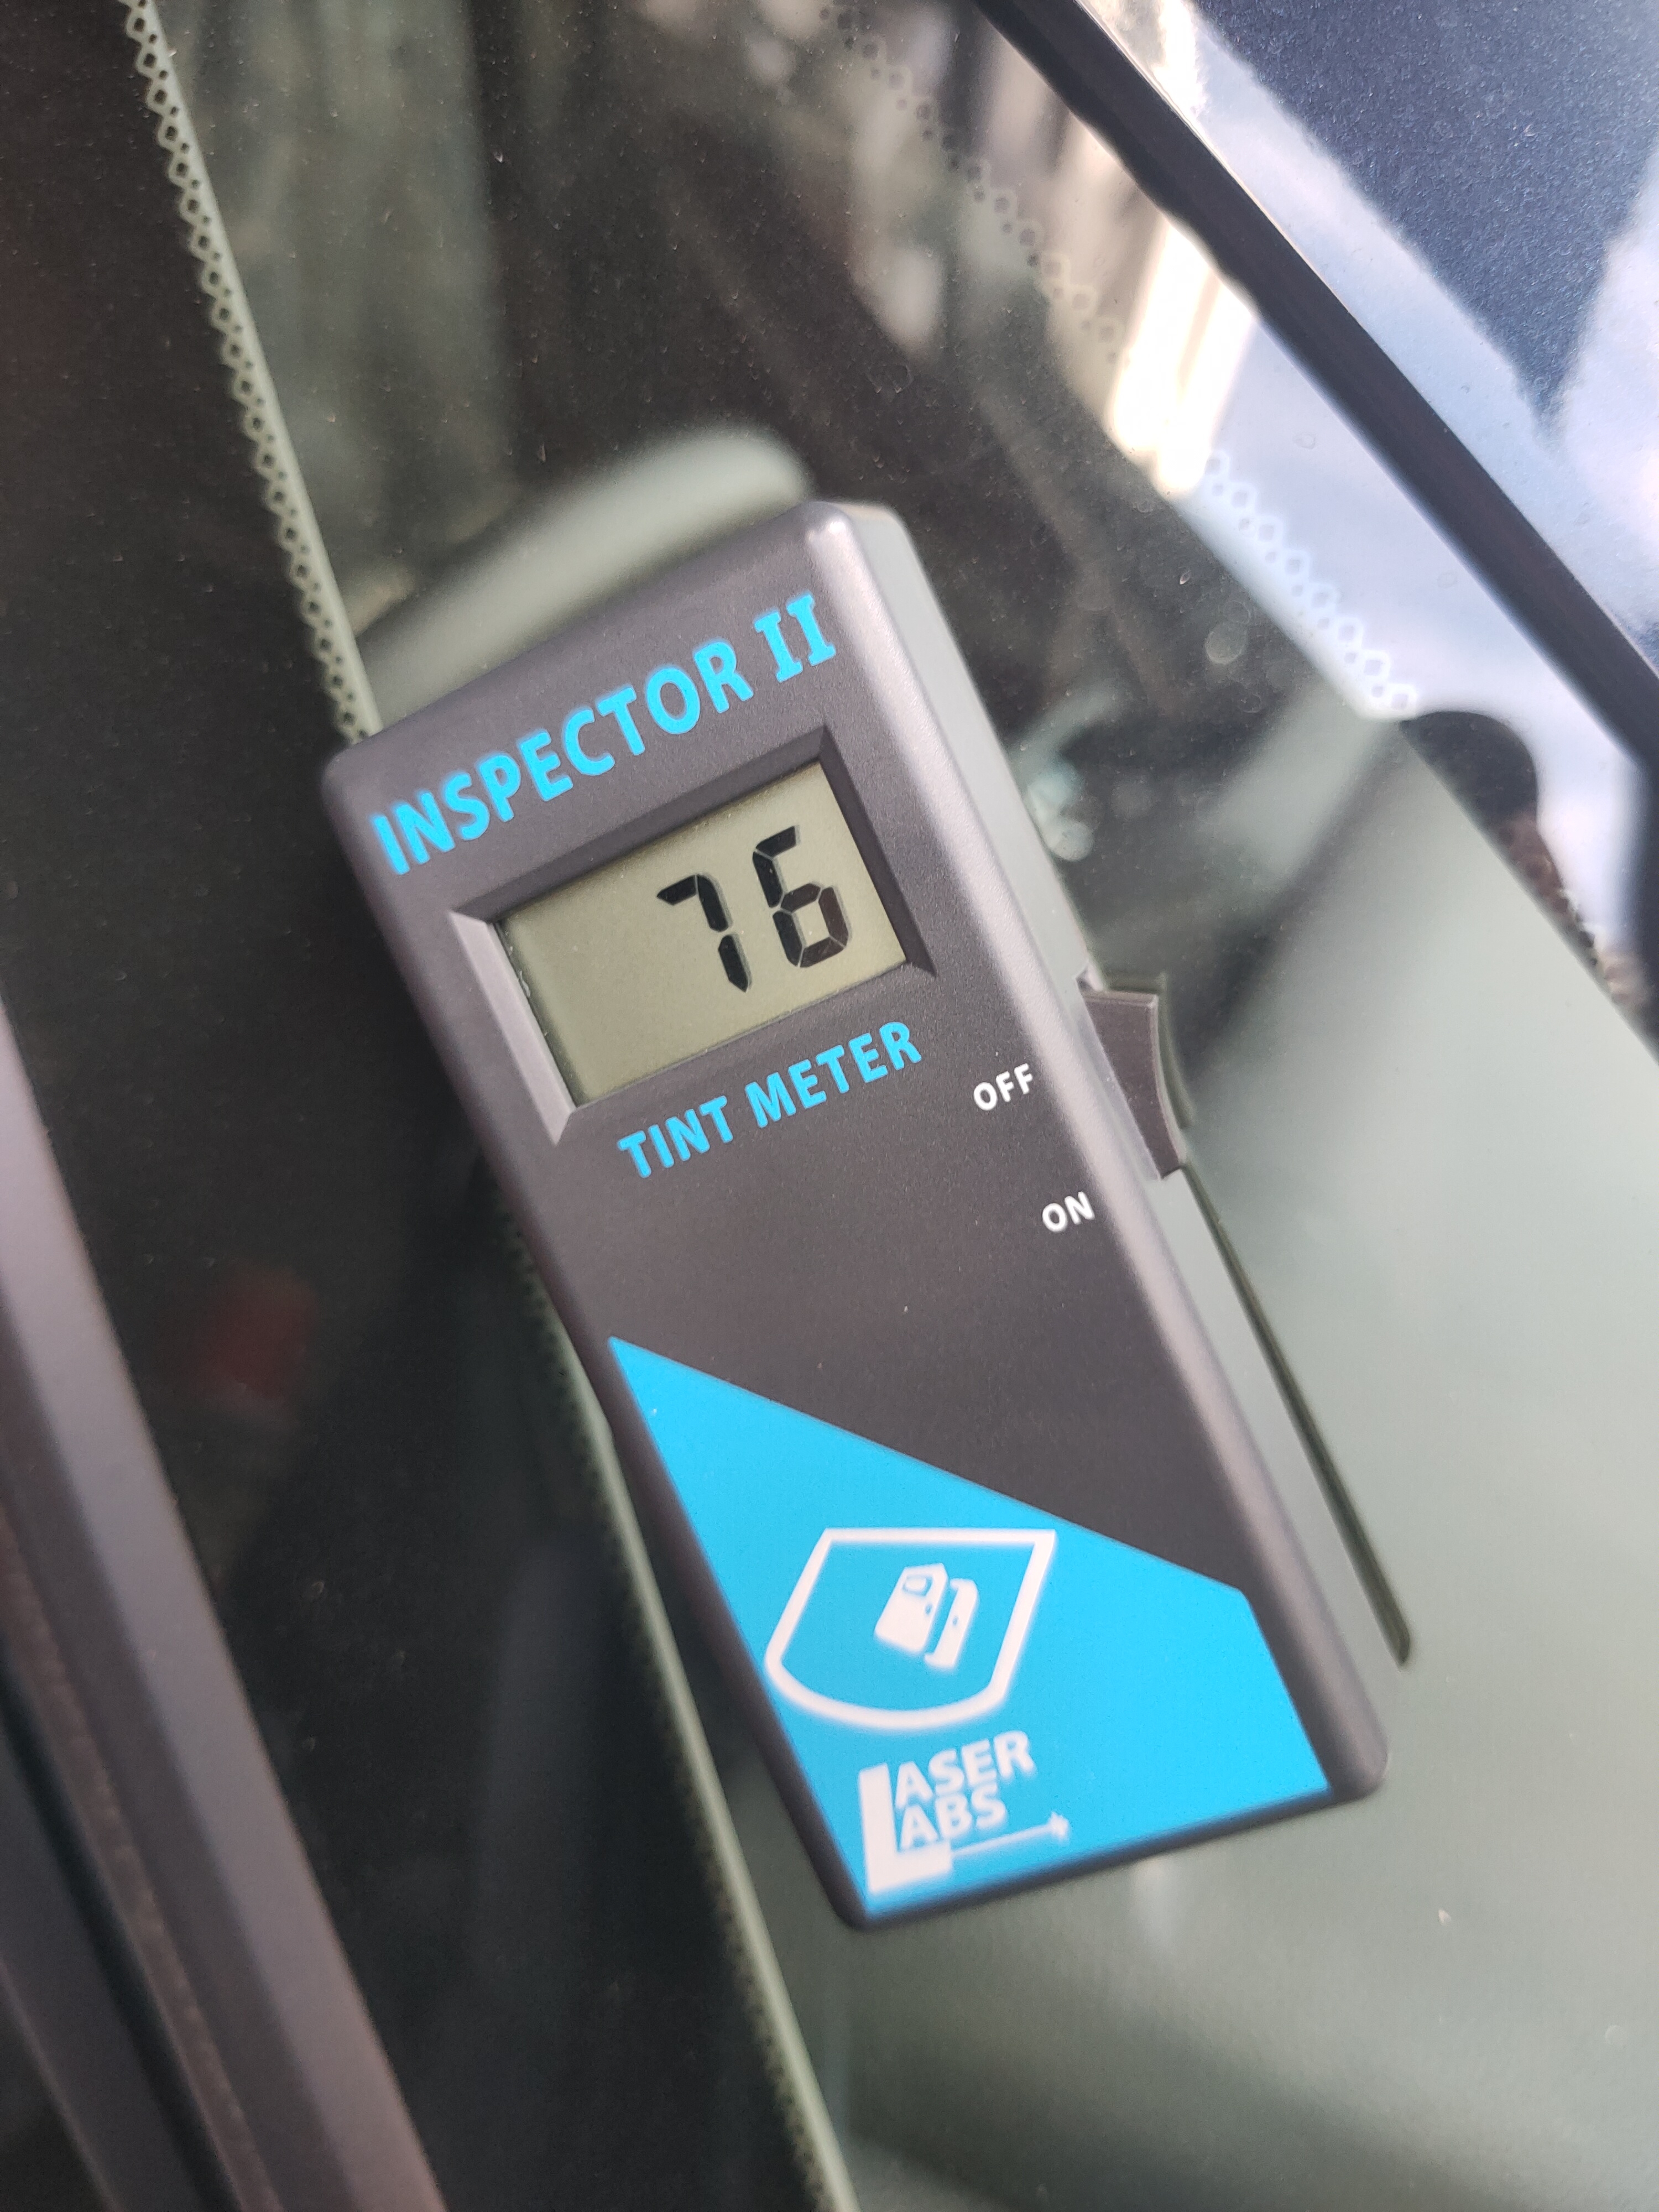 INSPECTOR II
76
TINT METER
OFF
ON
LASER
LABS